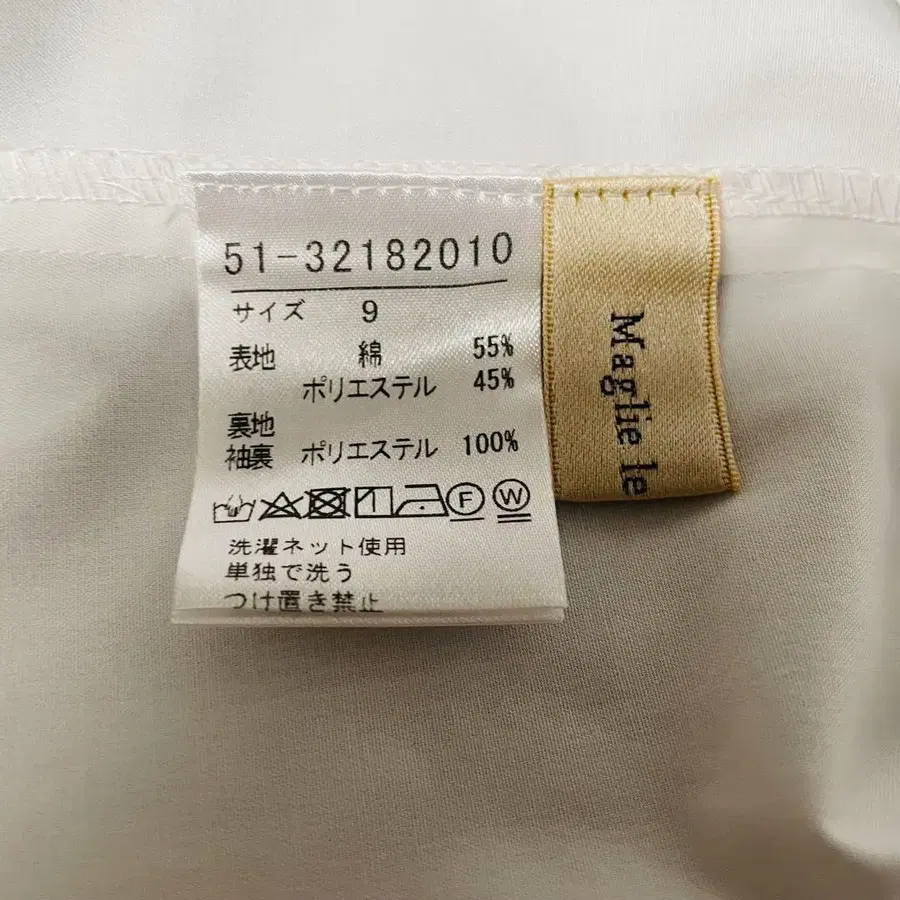 51-32182010
サイズ 9
表地 綿 55%
ポリエステル 45%
裏地
袖裏 ポリエステル 100%
F W
洗濯ネット使用
単独で洗う
つけ置き禁止
Maglie le